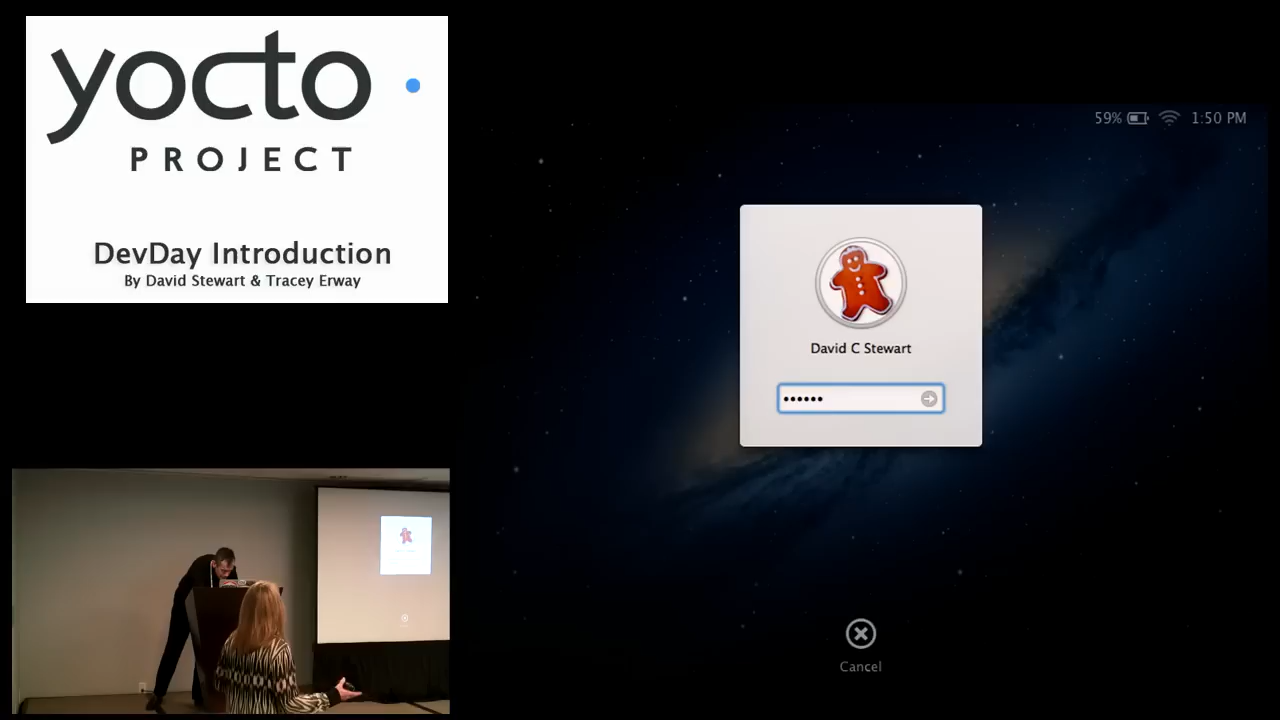 yocto
PROJECT
DevDay Introduction
By David Stewart & Tracey Erway
59%
1:50 PM
David C Stewart
••••••
Cancel